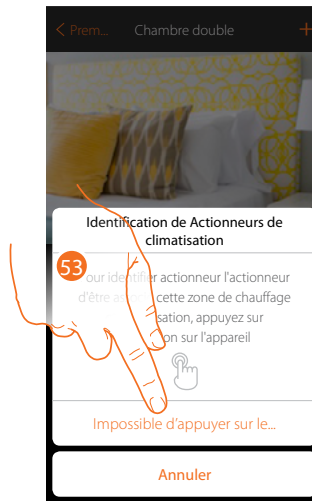 < Prem... Chambre double +
Identification de Actionneurs de
climatisation
53
our identifier actionneur l'actionneur
d'être cette zone de chauffage
sation, appuyez sur
on sur l'appareil
Impossible d'appuyer sur le...
Annuler